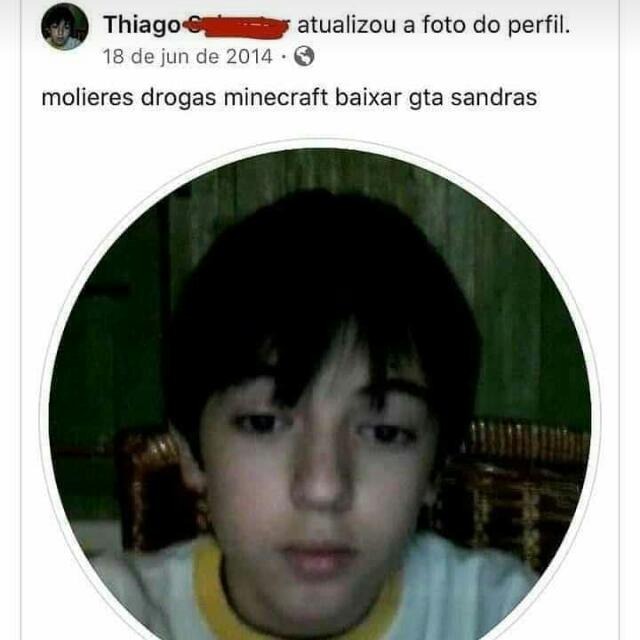 Thiago atualizou a foto do perfil.
18 de jun de 2014 ·
molieres drogas minecraft baixar gta sandras